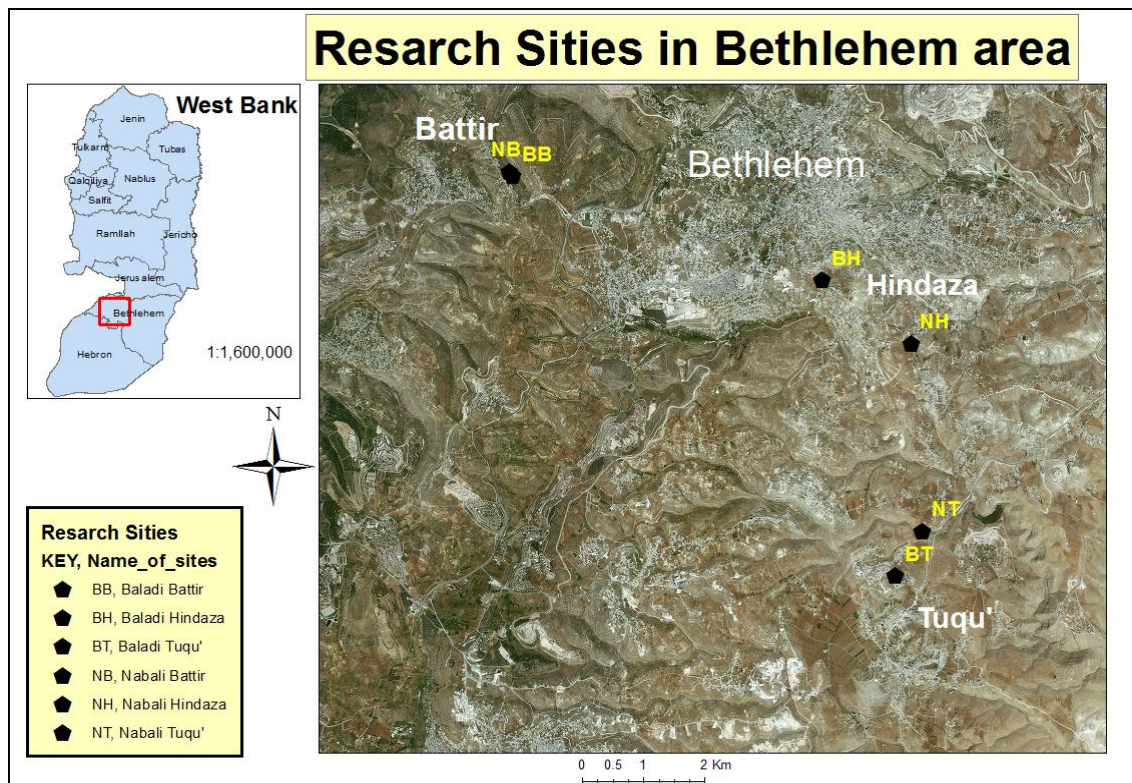 Resarch Sities in Bethlehem area
West Bank
Jenin
Tulkarm
Tubas
Qalqiliya
Nablus
Salfit
Ramllah
Jericho
Jerusalem
Bethlehem
Hebron
1:1,600,000
N
Resarch Sities
KEY, Name_of_sites
BB, Baladi Battir
BH, Baladi Hindaza
BT, Baladi Tuqu'
NB, Nabali Battir
NH, Nabali Hindaza
NT, Nabali Tuqu'
Battir
NB BB
Bethlehem
BH
Hindaza
NH
NT
BT
Tuqu'
0 0.5 1 2 Km